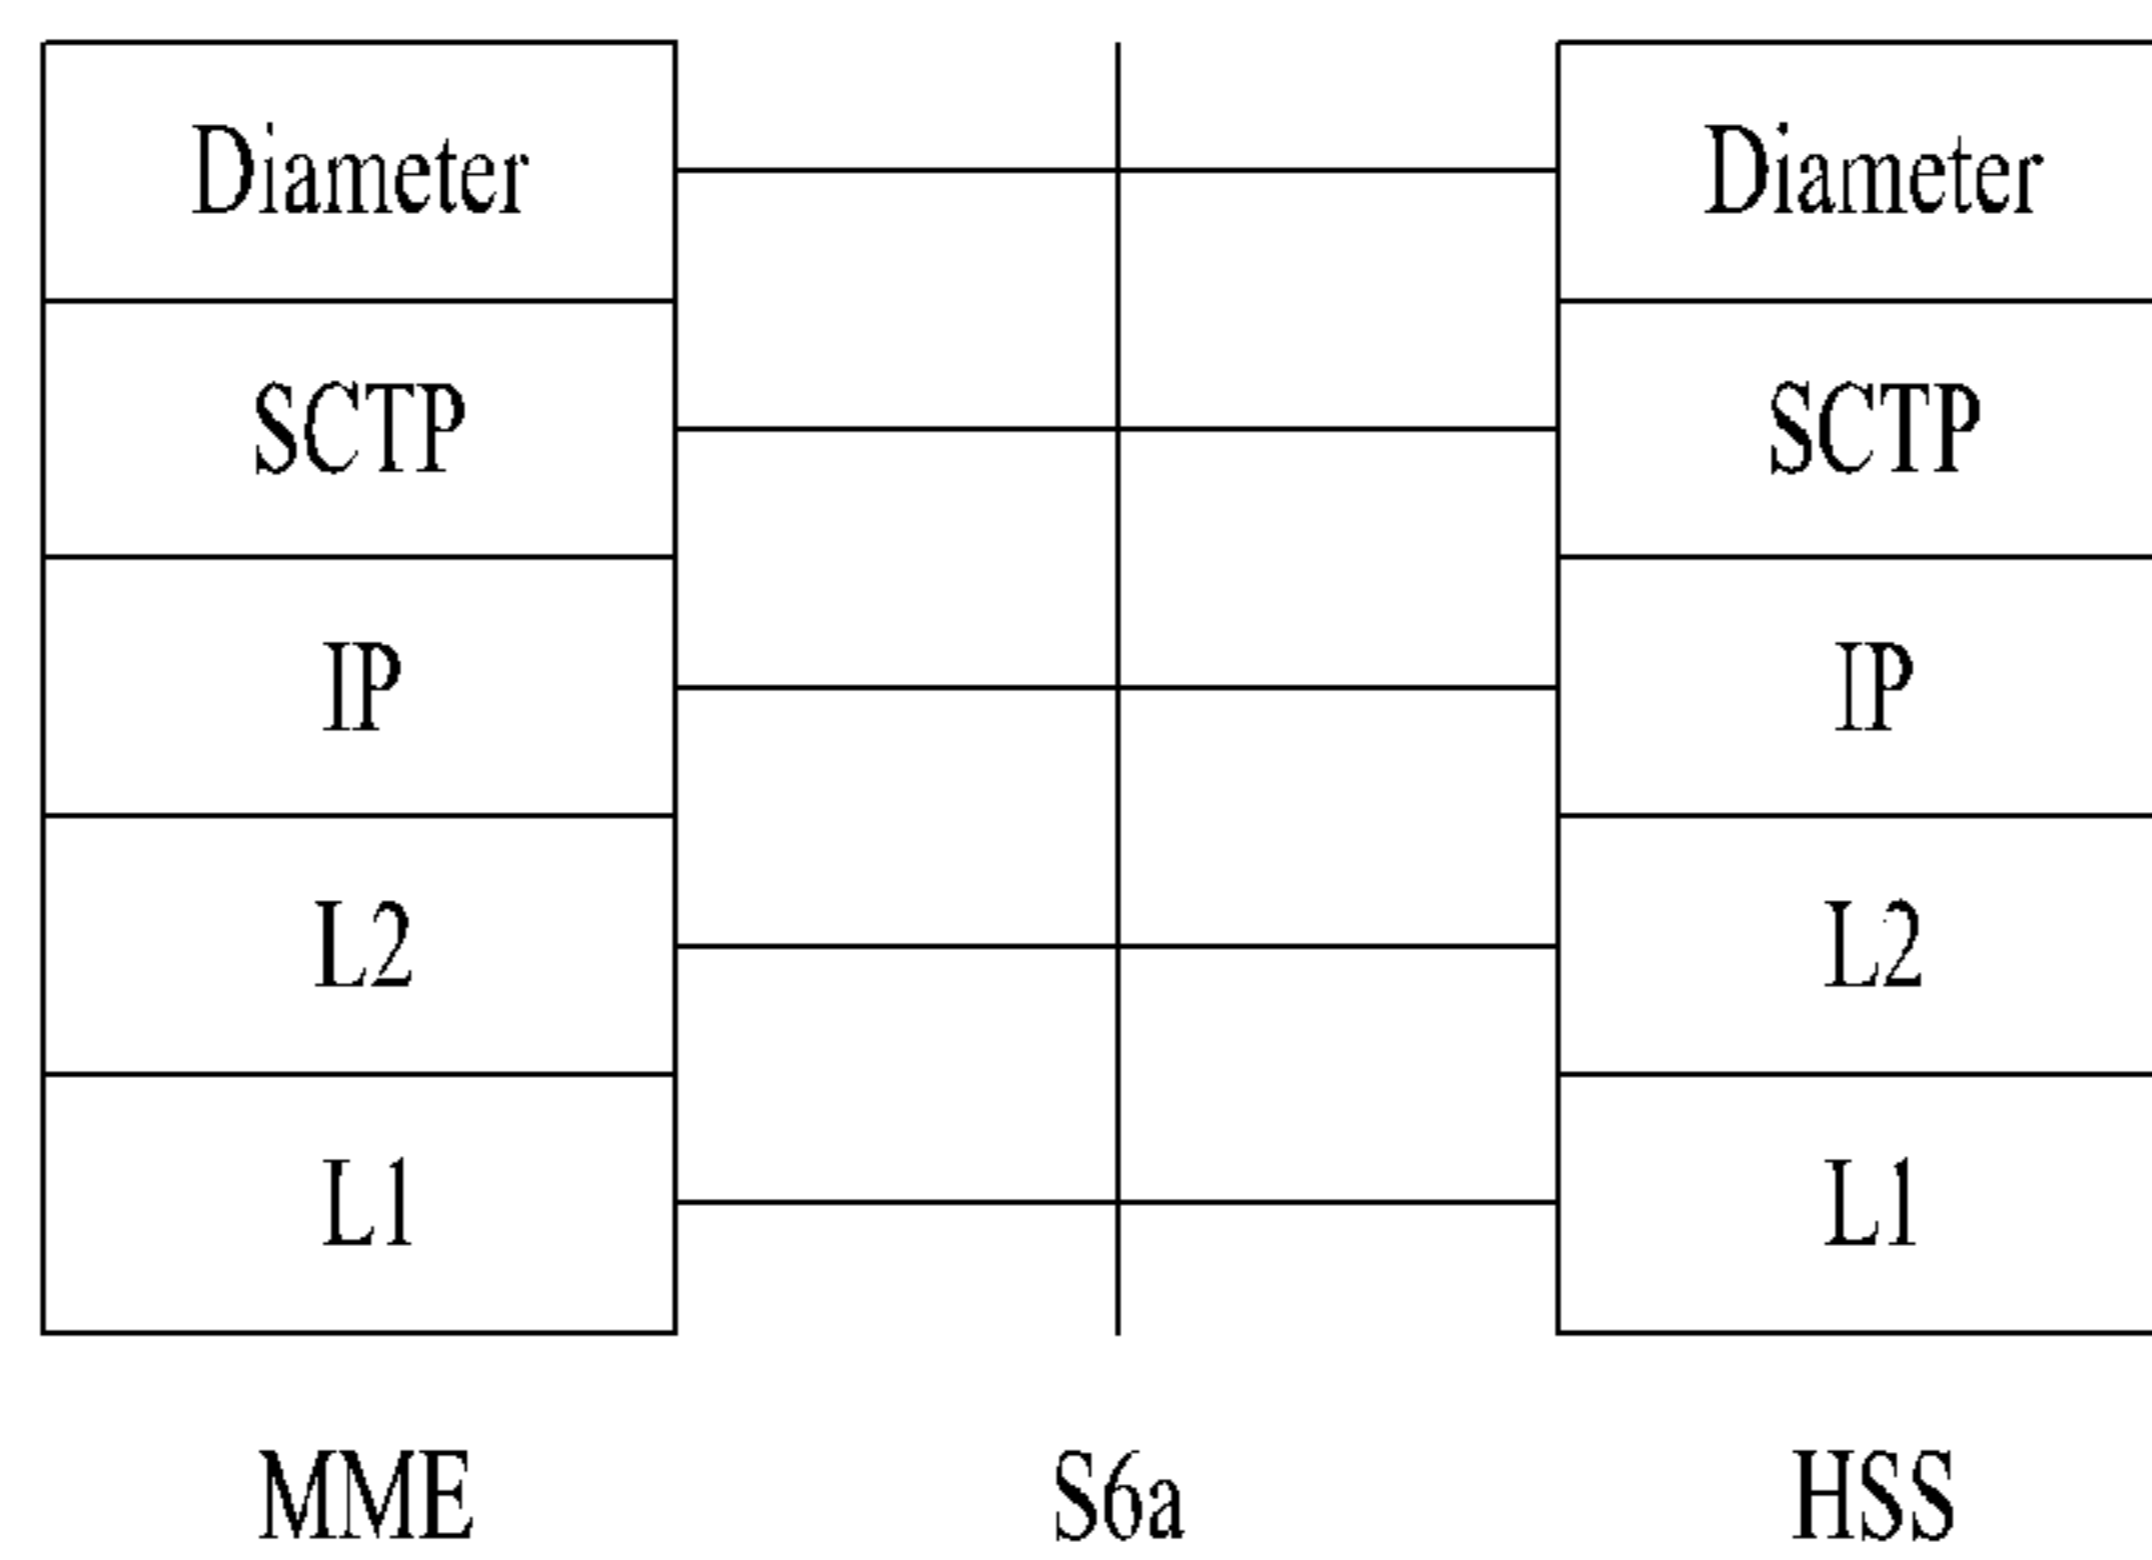 Diameter Diameter
SCTP SCTP
IP IP
L2 L2
L1 L1
MME S6a HSS